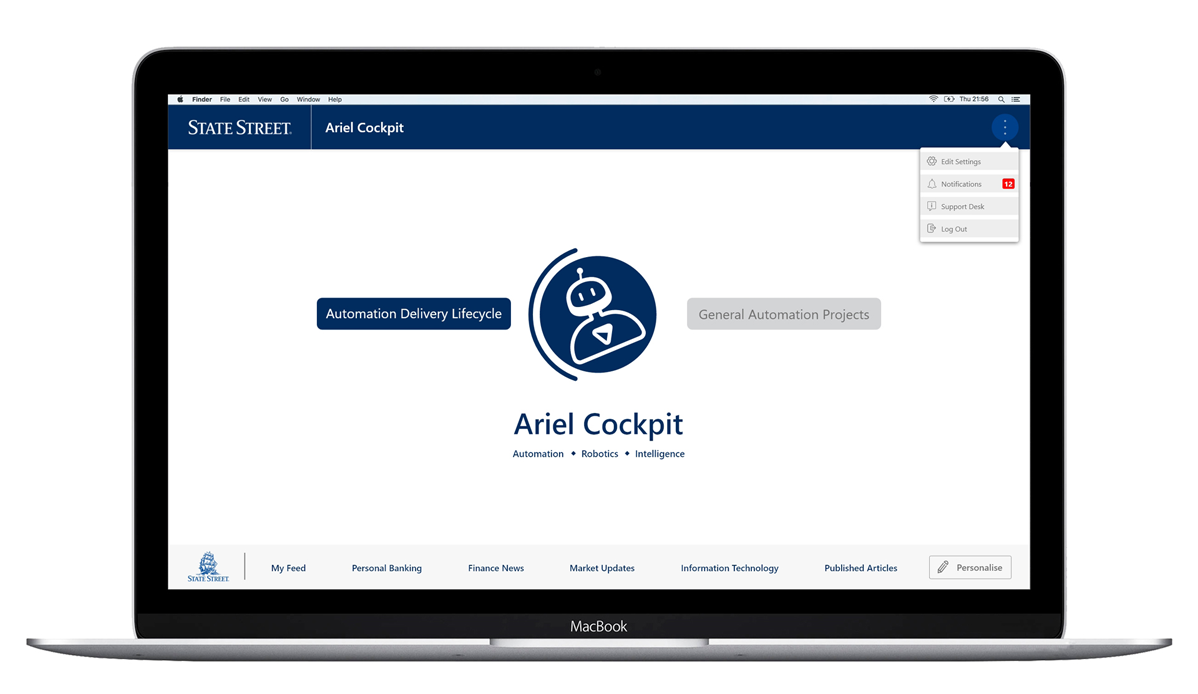 Finder File Edit View Go Window Help Thu 21:56
STATE STREET. Ariel Cockpit
Edit Settings
Notifications 12
Support Desk
Log Out
Automation Delivery Lifecycle
General Automation Projects
Ariel Cockpit
Automation ◆ Robotics ◆ Intelligence
STATE STREET.
My Feed Personal Banking Finance News Market Updates Information Technology Published Articles Personalise
MacBook